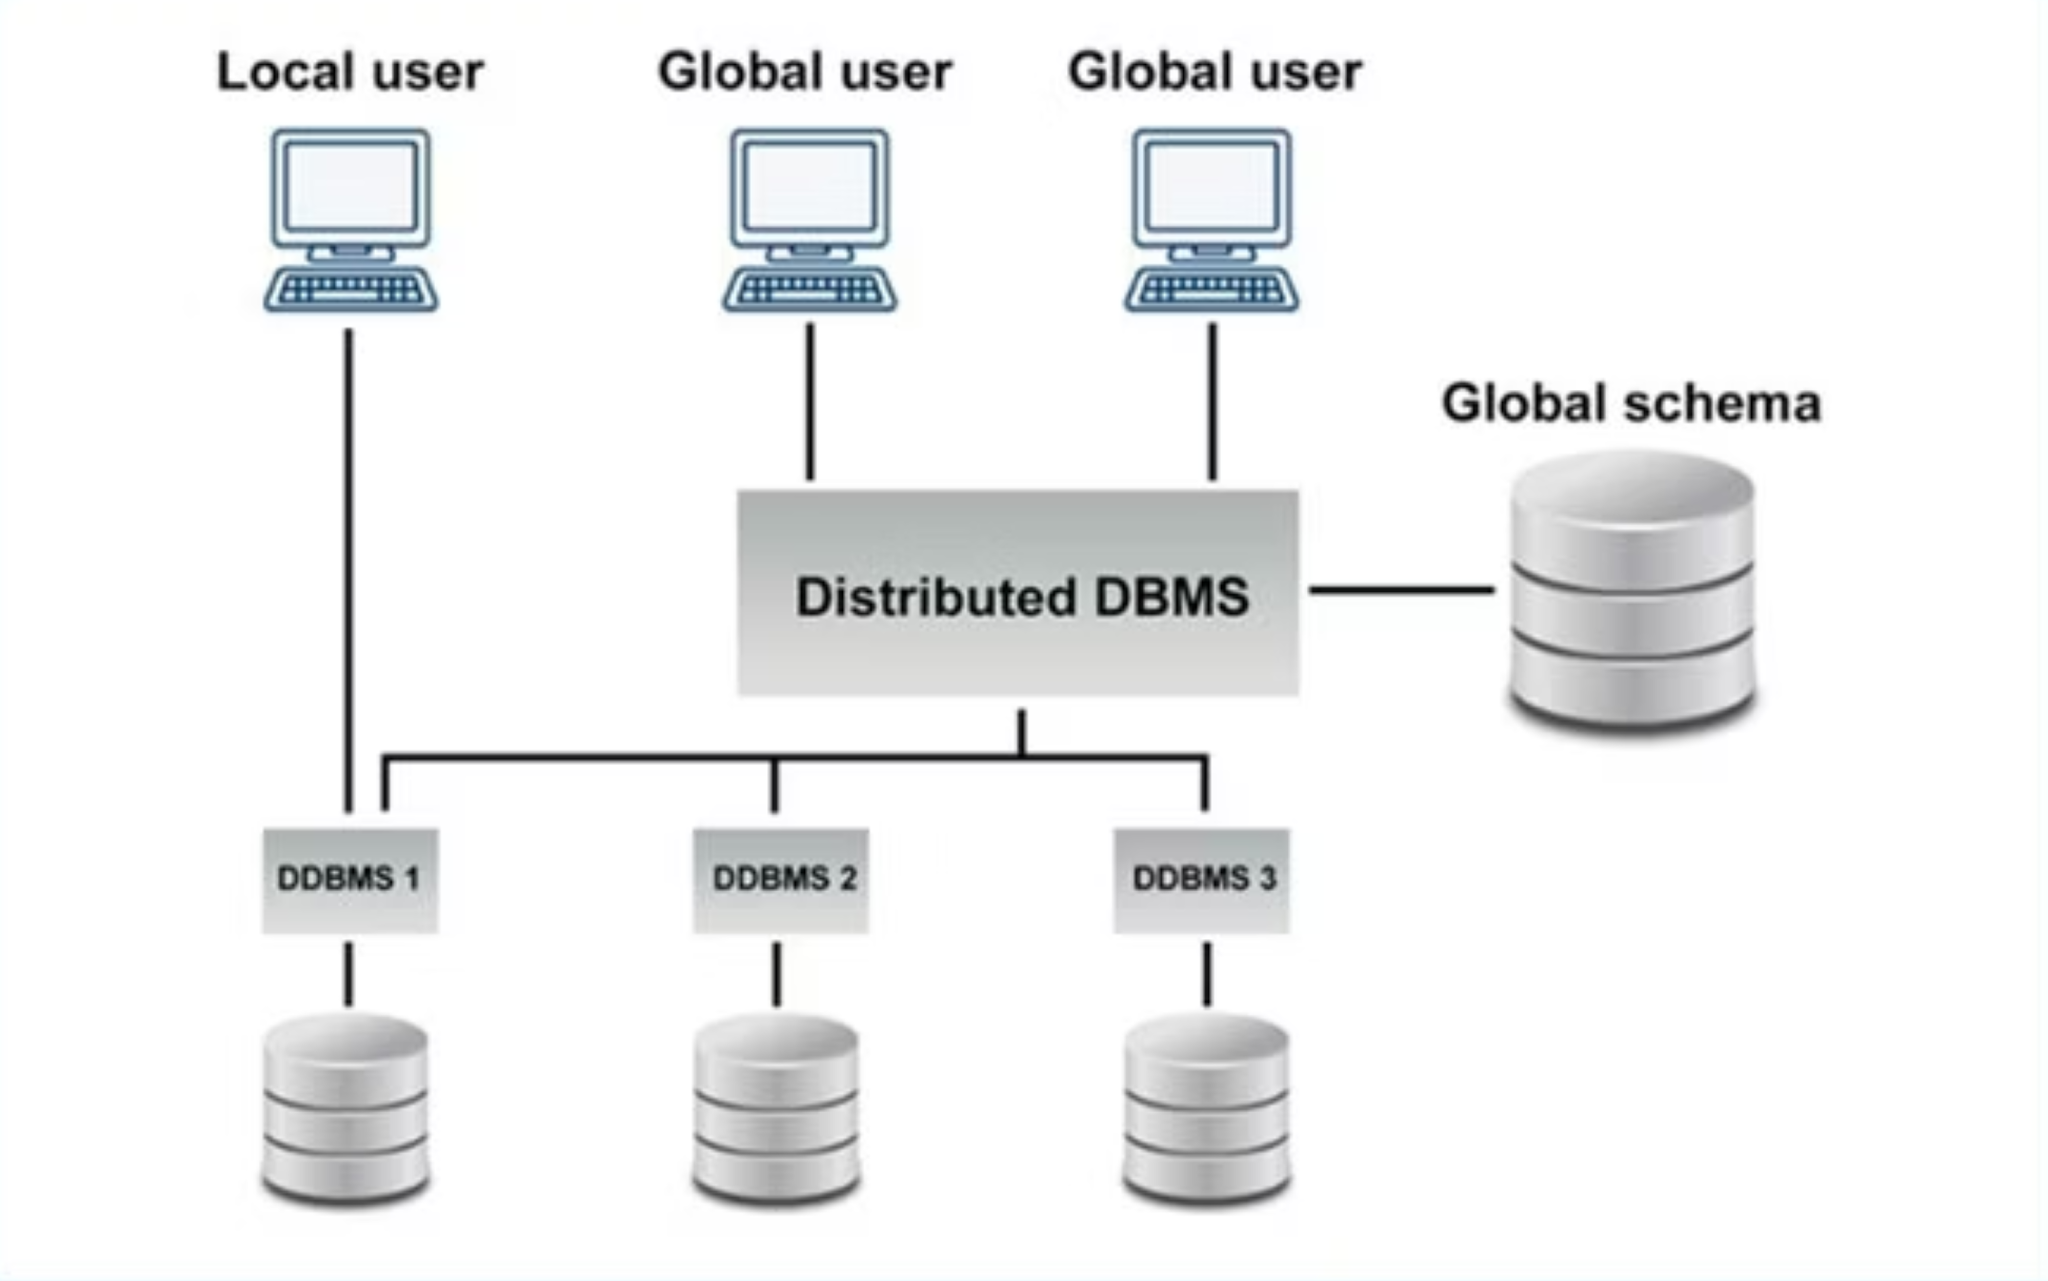 Local user
Global user
Global user
Global schema
Distributed DBMS
DDBMS 1
DDBMS 2
DDBMS 3